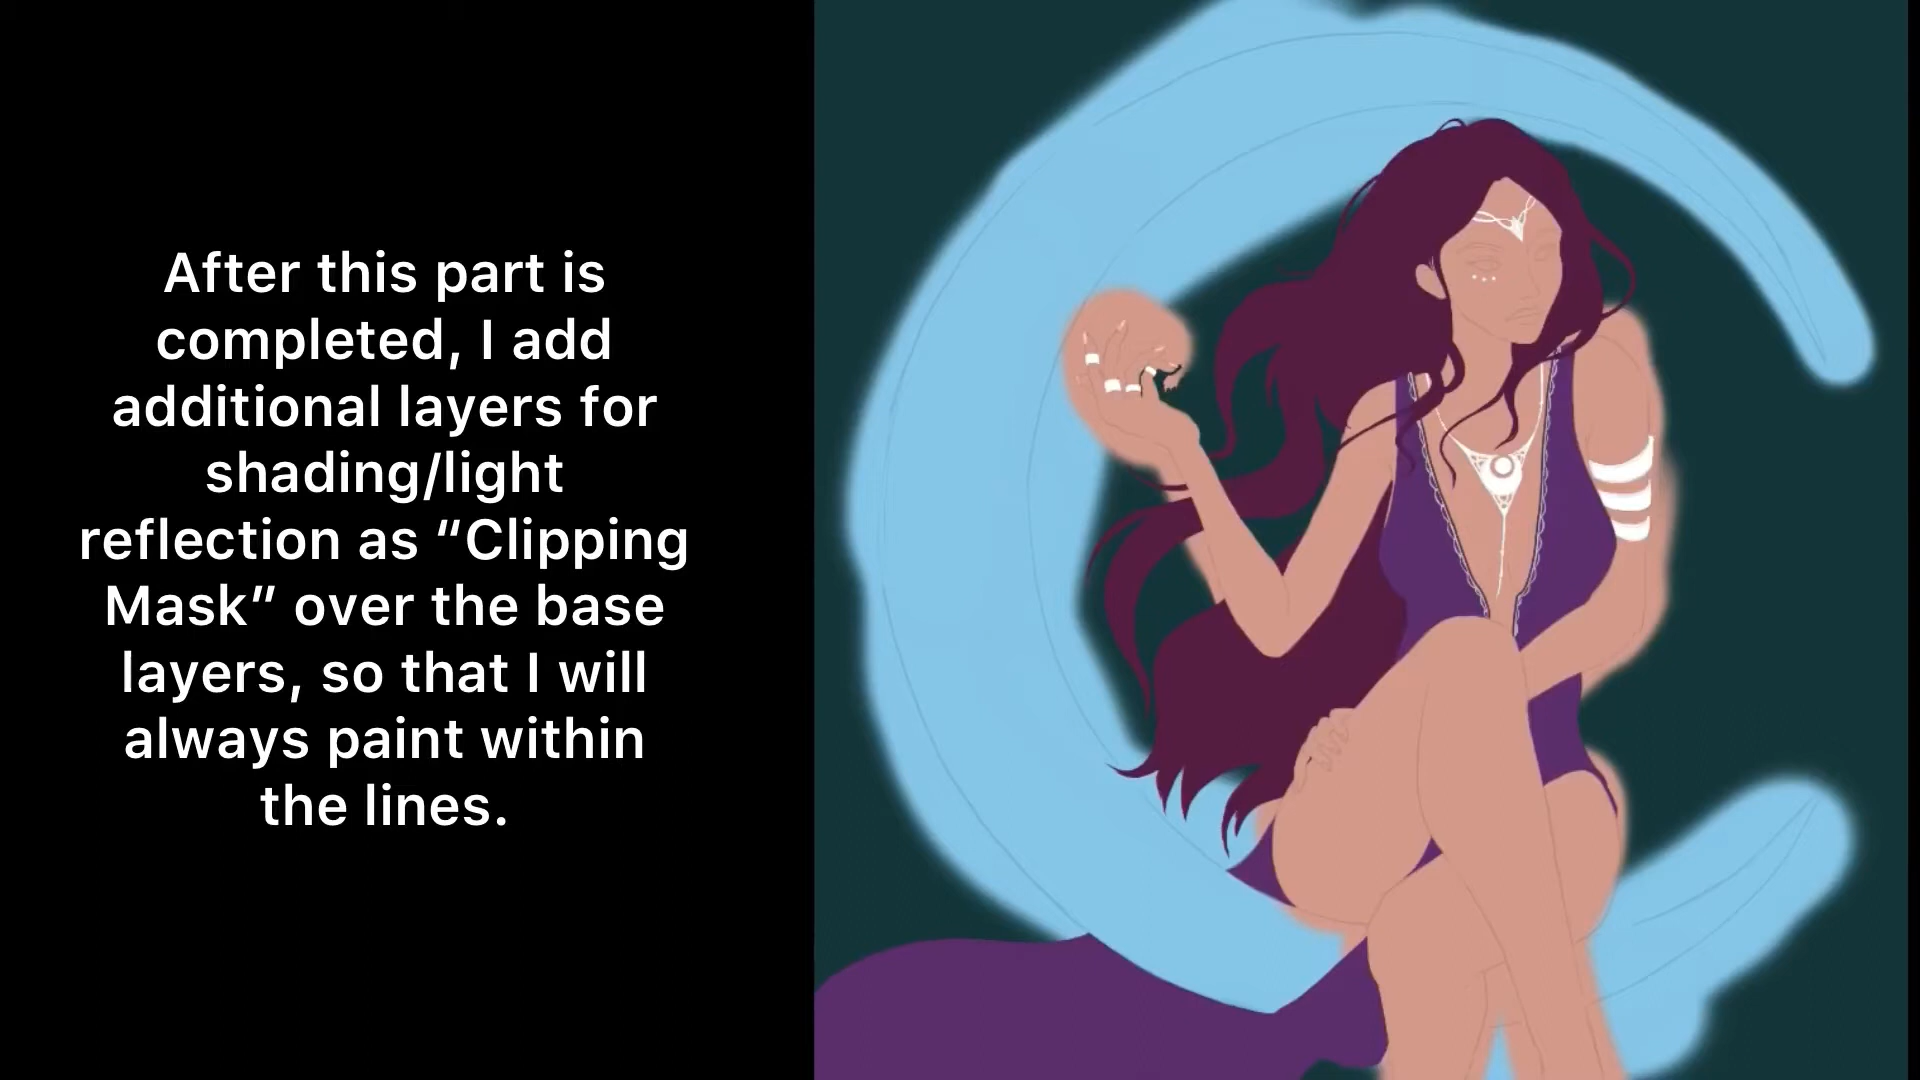 After this part is
completed, I add
additional layers for
shading/light
reflection as “Clipping
Mask” over the base
layers, so that I will
always paint within
the lines.